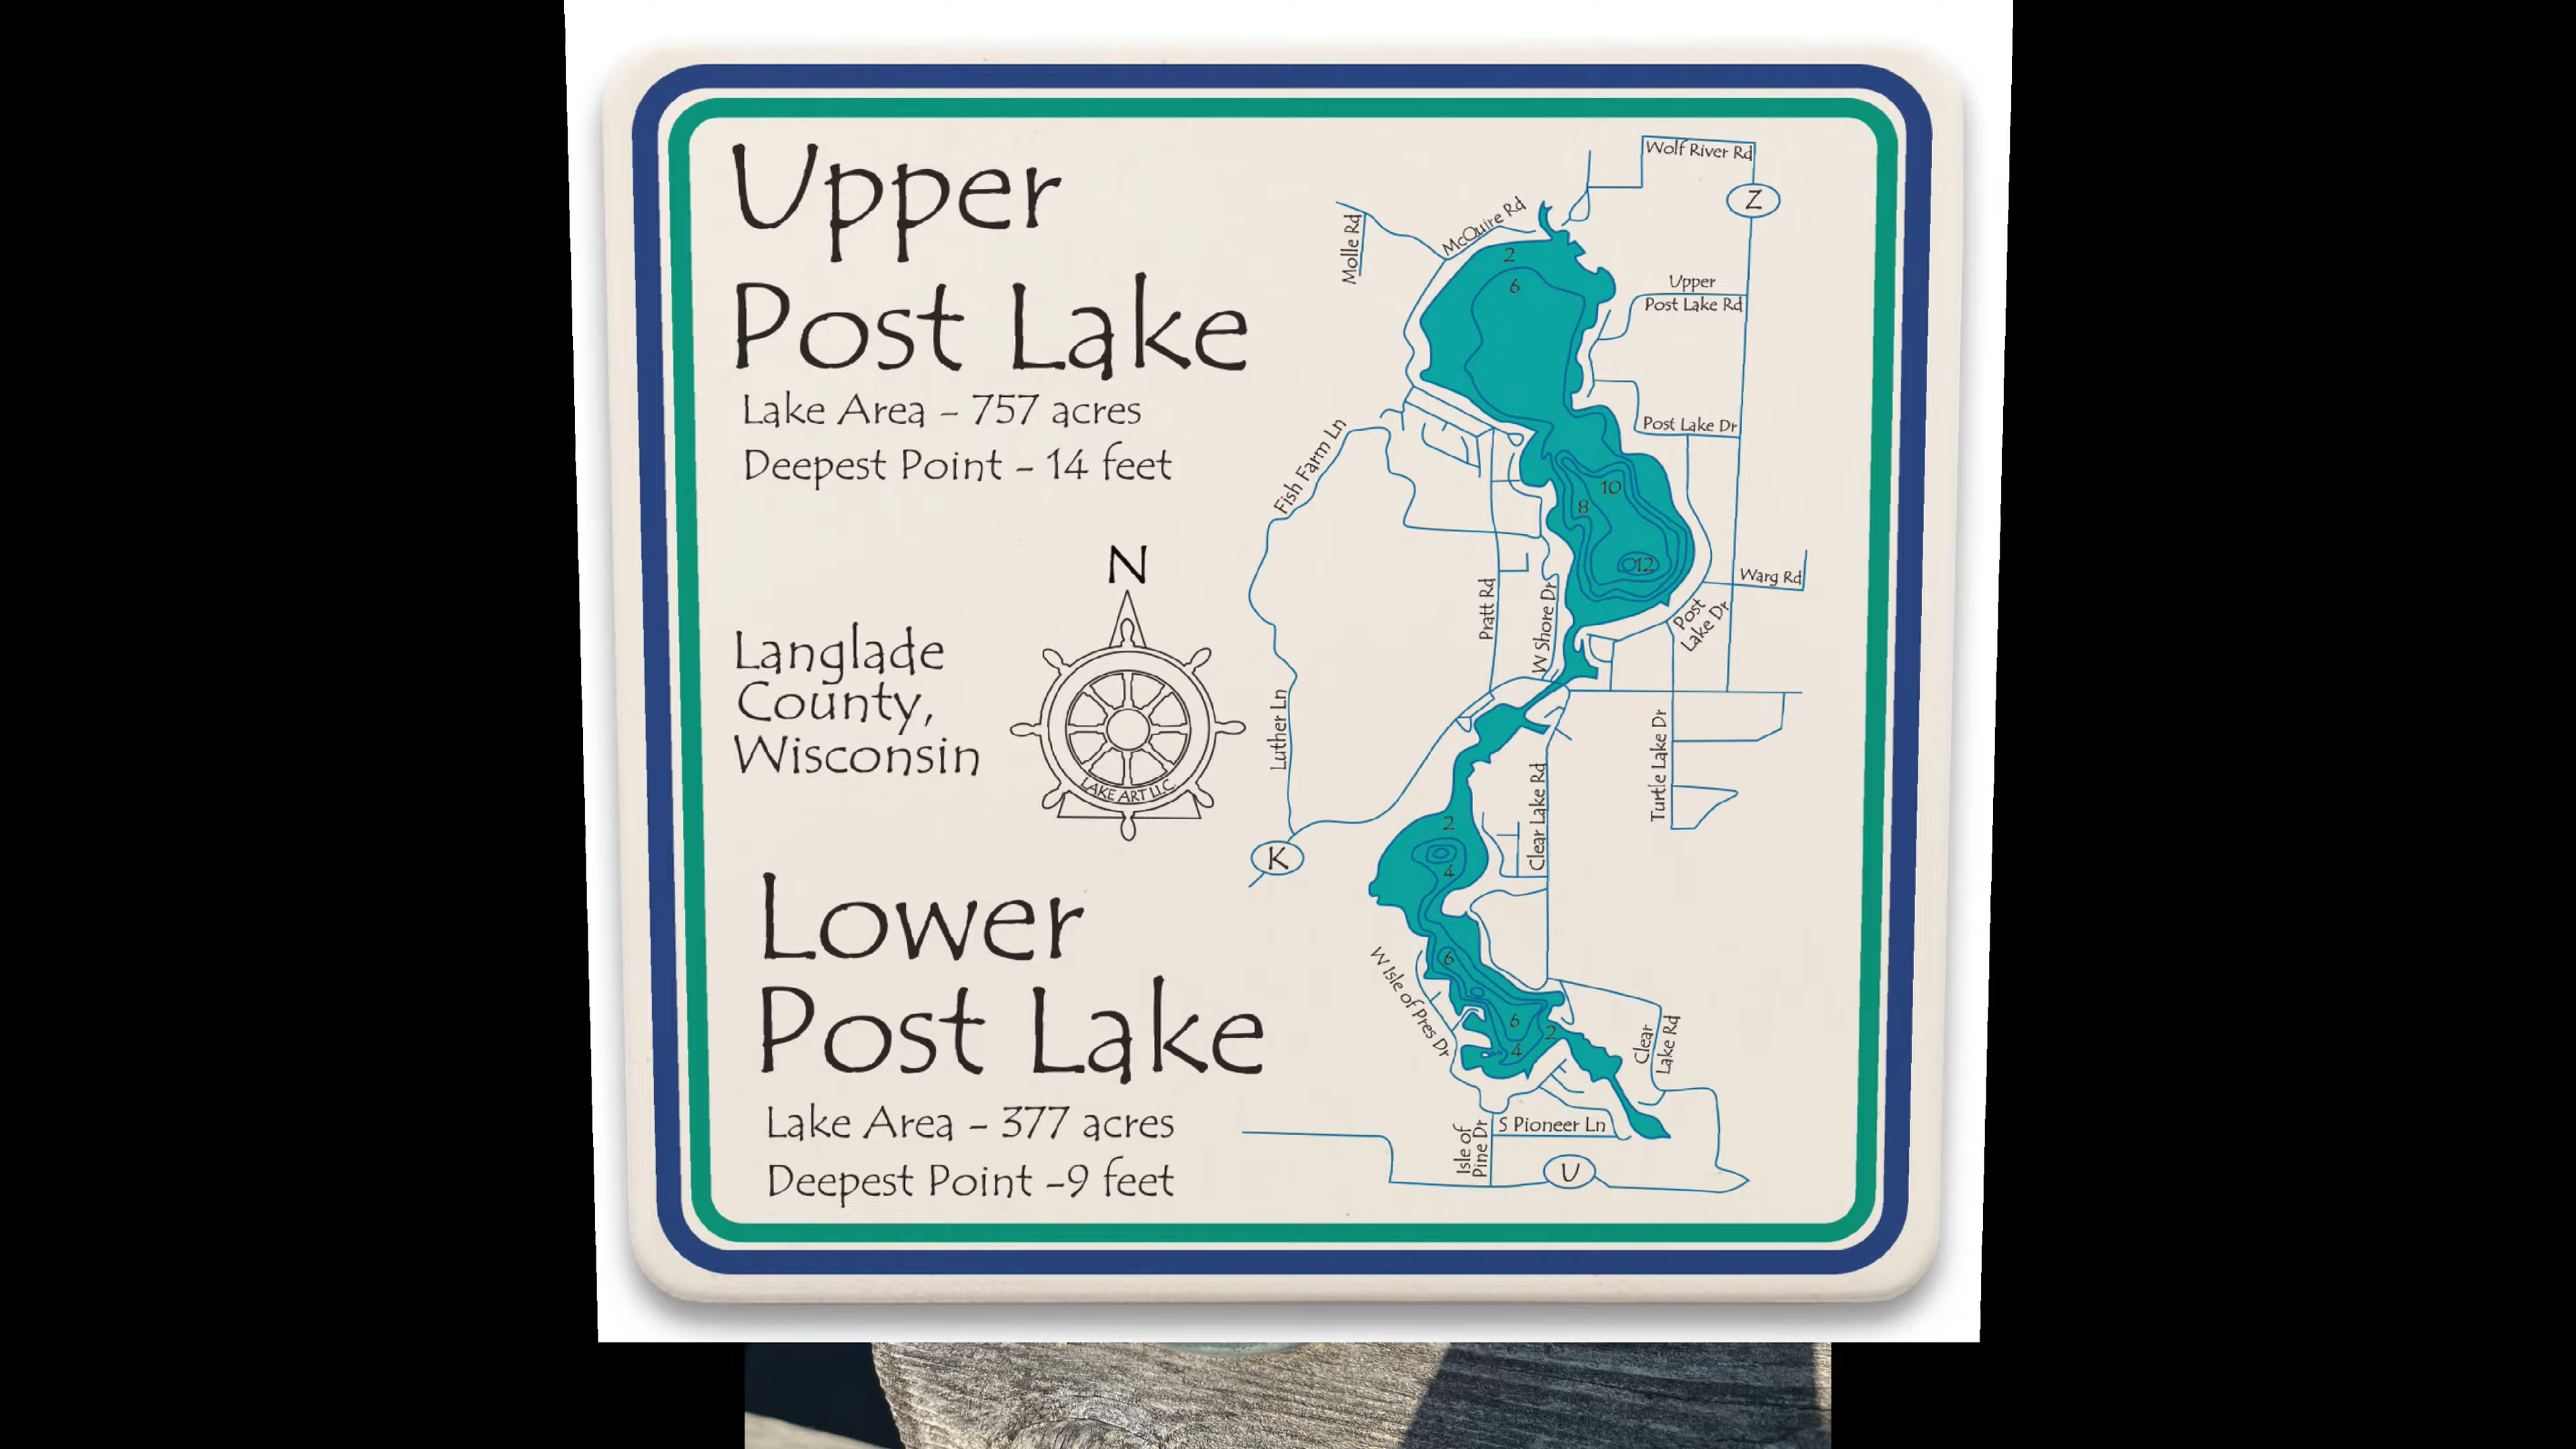 Upper
Post Lake
Lake Area - 757 acres
Deepest Point - 14 feet
N
LAKE ART LLC.
Langlade
County,
Wisconsin
Lower
Post Lake
Lake Area - 377 acres
Deepest Point -9 feet
Wolf River Rd
Z
McQuire Rd
Molle Rd
2
6
Upper
Post Lake Rd
Post Lake Dr
Fish Farm Ln
10
8
12
Warg Rd
Post
Lake Dr
Pratt Rd
W Shore Dr
Luther Ln
Turtle Lake Dr
Clear Lake Rd
2
4
K
6
W Isle of Pres Dr
6
2
4
Clear
Lake Rd
S Pioneer Ln
Isle of
Pine Dr
U